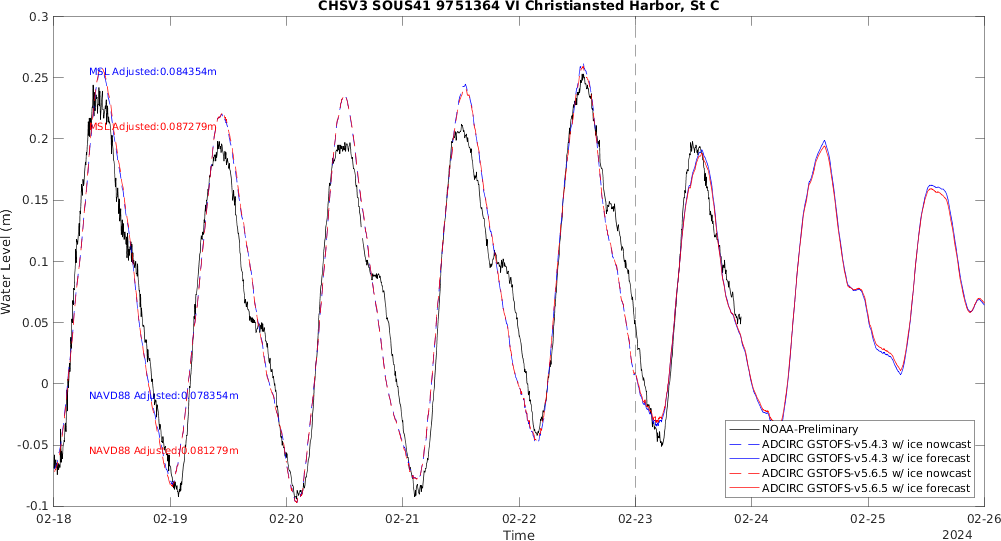 CHSV3 SOUS41 9751364 VI Christiansted Harbor, St C
0.3
0.25
0.2
0.15
0.1
0.05
0
-0.05
-0.1
Water Level (m)
MSL Adjusted:0.084354m
MSL Adjusted:0.087279m
NAVD88 Adjusted:0.078354m
NAVD88 Adjusted:0.081279m
NOAA-Preliminary
ADCIRC GSTOFS-v5.4.3 w/ ice nowcast
ADCIRC GSTOFS-v5.4.3 w/ ice forecast
ADCIRC GSTOFS-v5.6.5 w/ ice nowcast
ADCIRC GSTOFS-v5.6.5 w/ ice forecast
02-18 02-19 02-20 02-21 02-22 02-23 02-24 02-25 02-26
Time
2024